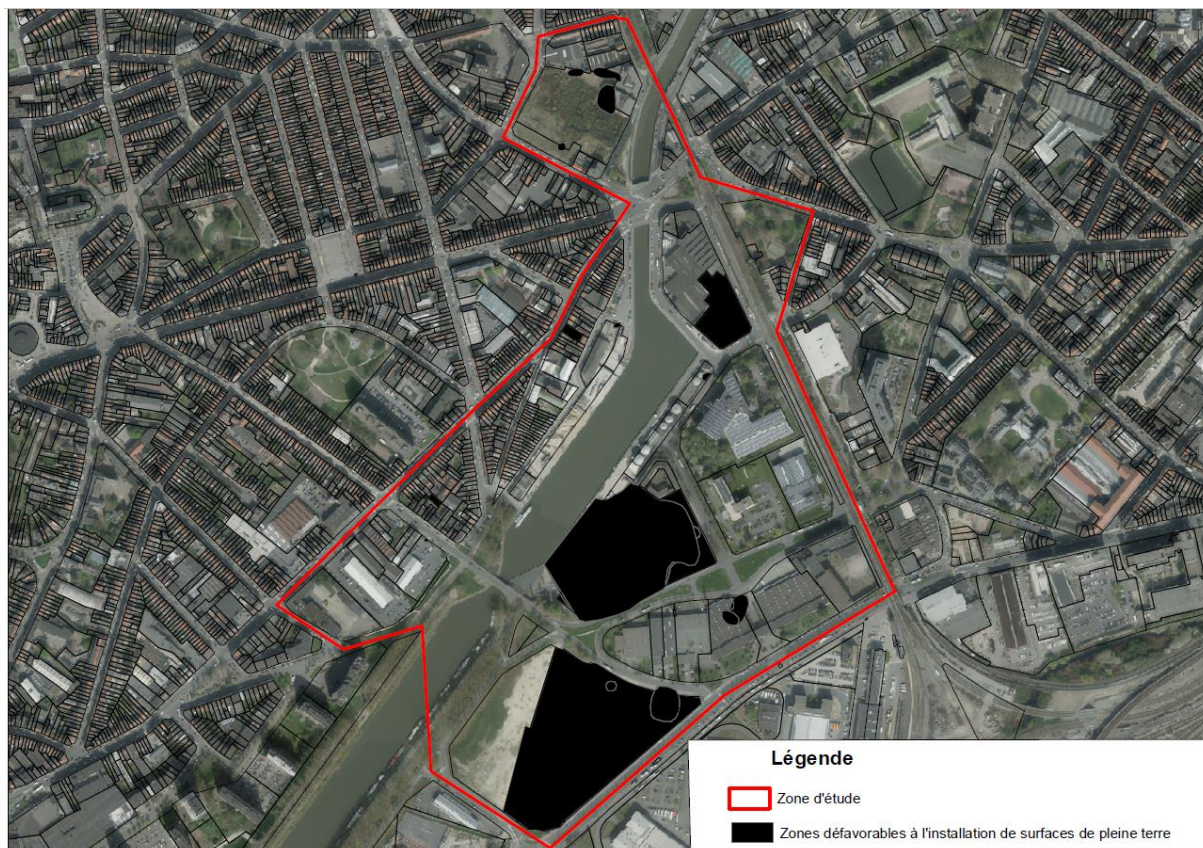 Légende
Zone d'étude
Zones défavorables à l'installation de surfaces de pleine terre